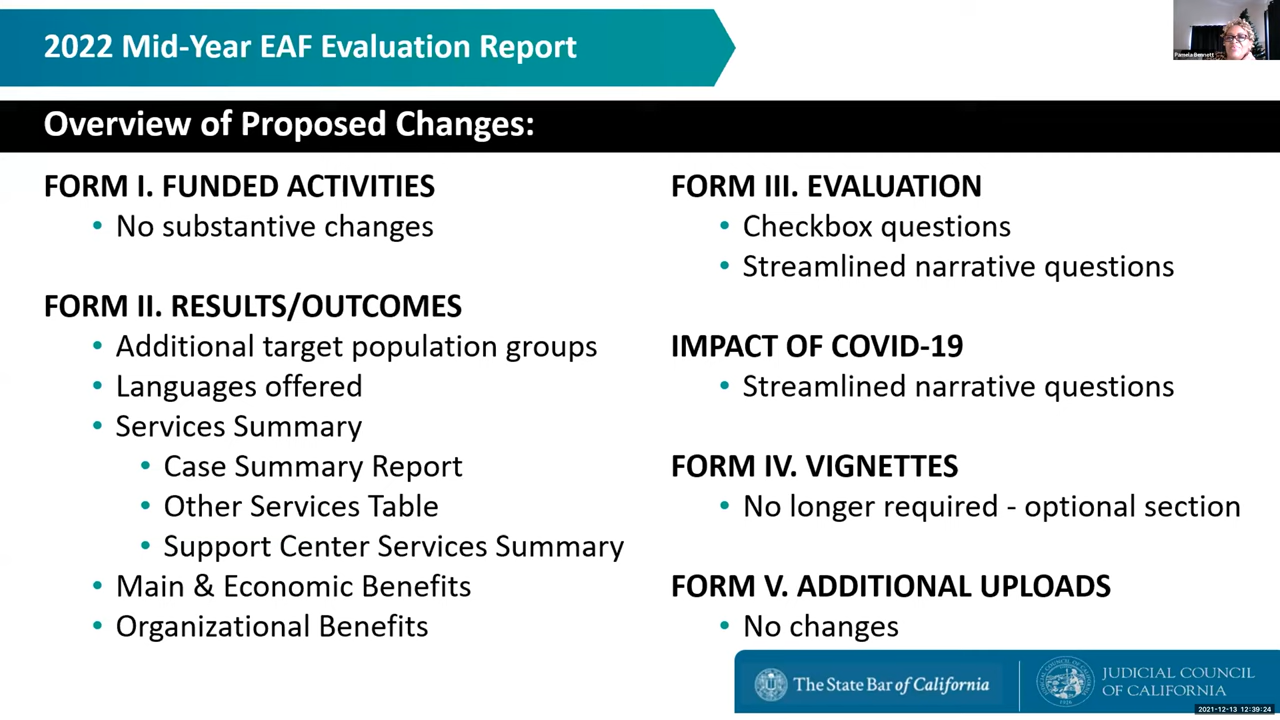 2022 Mid-Year EAF Evaluation Report
Pamela Bennett
Overview of Proposed Changes:
FORM I. FUNDED ACTIVITIES
• No substantive changes
FORM II. RESULTS/OUTCOMES
• Additional target population groups
• Languages offered
• Services Summary
• Case Summary Report
• Other Services Table
• Support Center Services Summary
• Main & Economic Benefits
• Organizational Benefits
FORM III. EVALUATION
• Checkbox questions
• Streamlined narrative questions
IMPACT OF COVID-19
• Streamlined narrative questions
FORM IV. VIGNETTES
• No longer required - optional section
FORM V. ADDITIONAL UPLOADS
• No changes
The State Bar of California
JUDICIAL COUNCIL
OF CALIFORNIA
2021-12-13 12:39:24